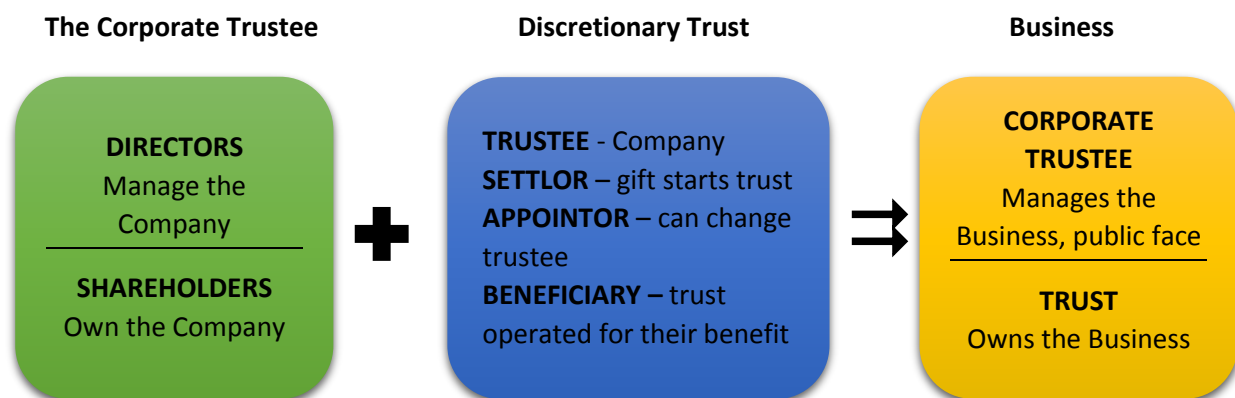 The Corporate Trustee
DIRECTORS
Manage the
Company
SHAREHOLDERS
Own the Company
Discretionary Trust
TRUSTEE - Company
SETTLOR – gift starts trust
APPOINTOR – can change
trustee
BENEFICIARY – trust
operated for their benefit
Business
CORPORATE
TRUSTEE
Manages the
Business, public face
TRUST
Owns the Business